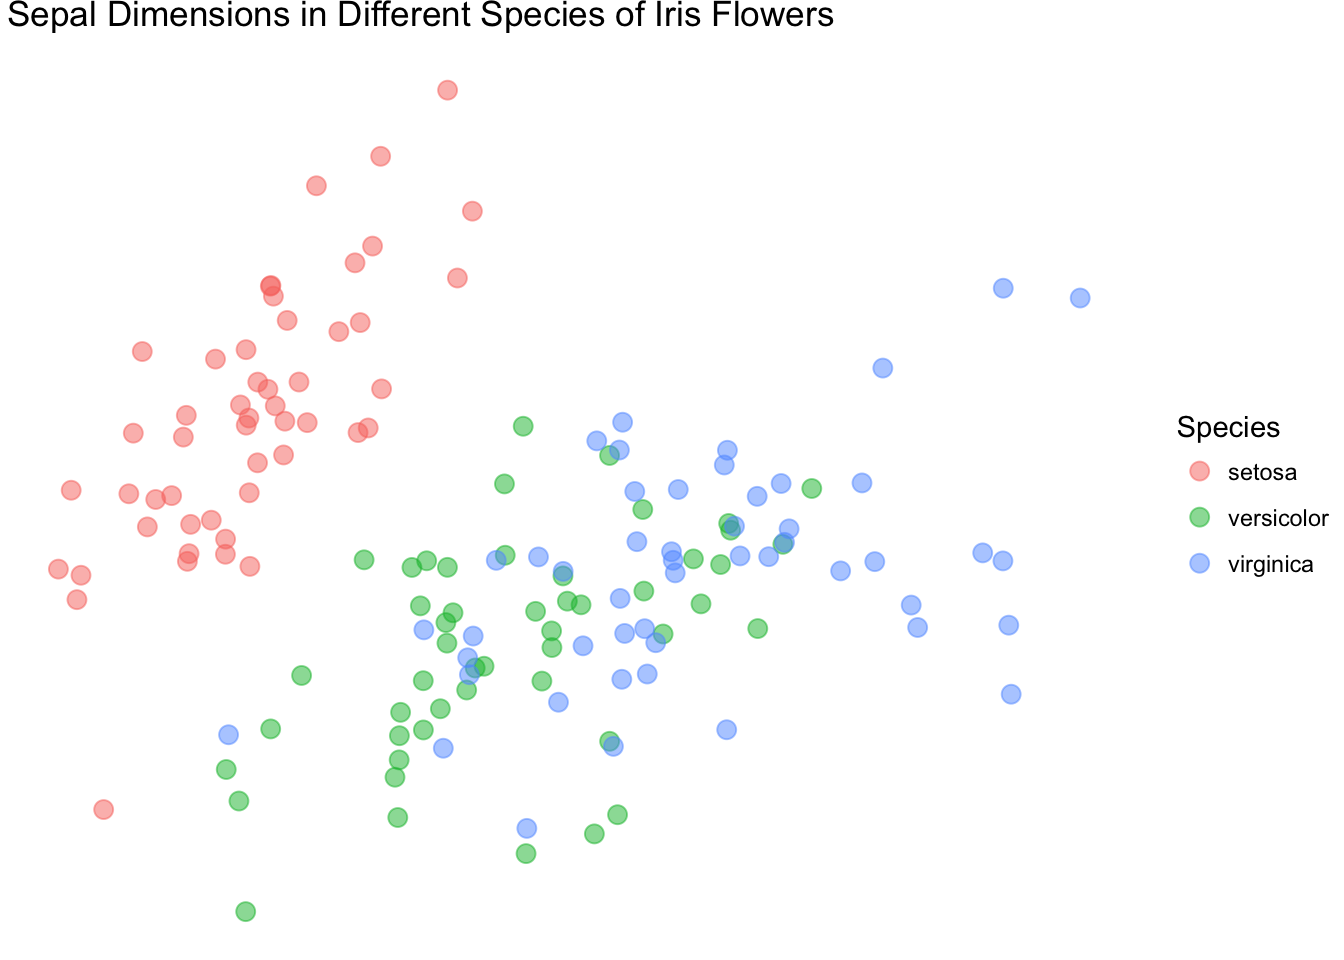 Sepal Dimensions in Different Species of Iris Flowers
Species
setosa
versicolor
virginica